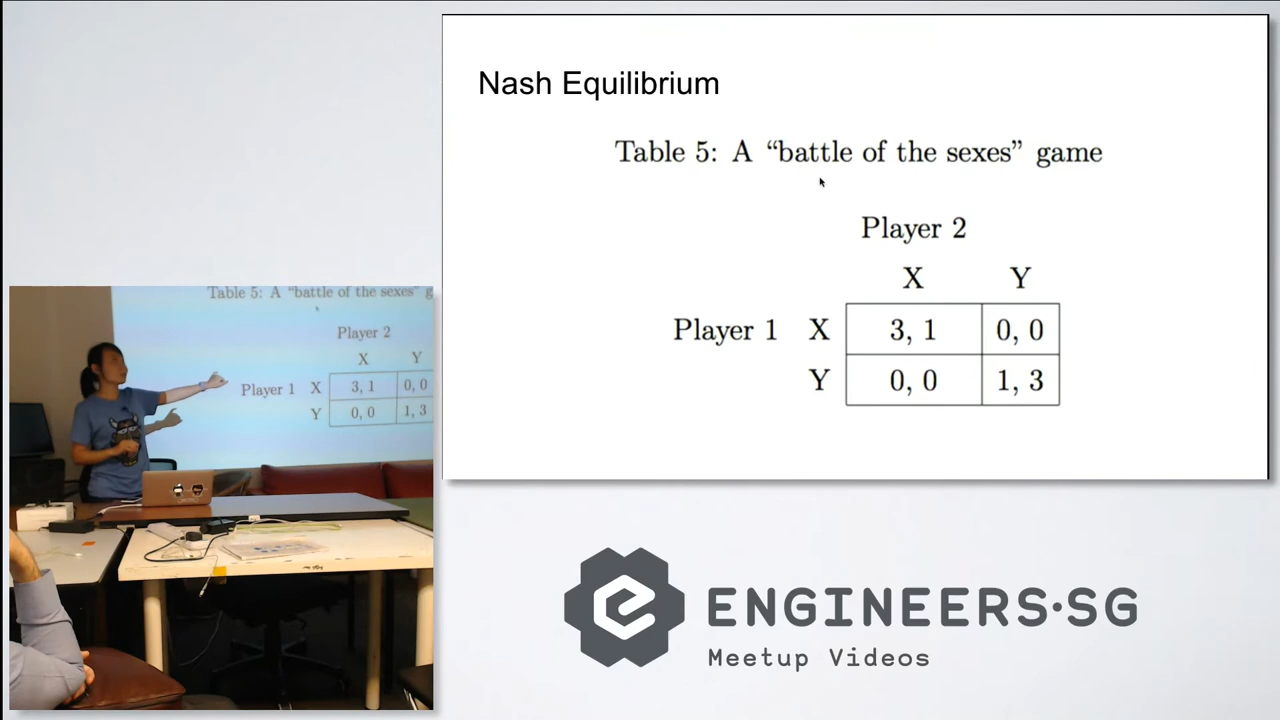 Nash Equilibrium
Table 5: A “battle of the sexes” game
Player 2
X Y
Player 1 X 3, 1 0, 0
Y 0, 0 1, 3
Table 5: A “battle of the sexes” g
Player 2
X Y
Player 1 X 3, 1 0, 0
Y 0, 0 1, 3
ENGINEERS·SG
Meetup Videos